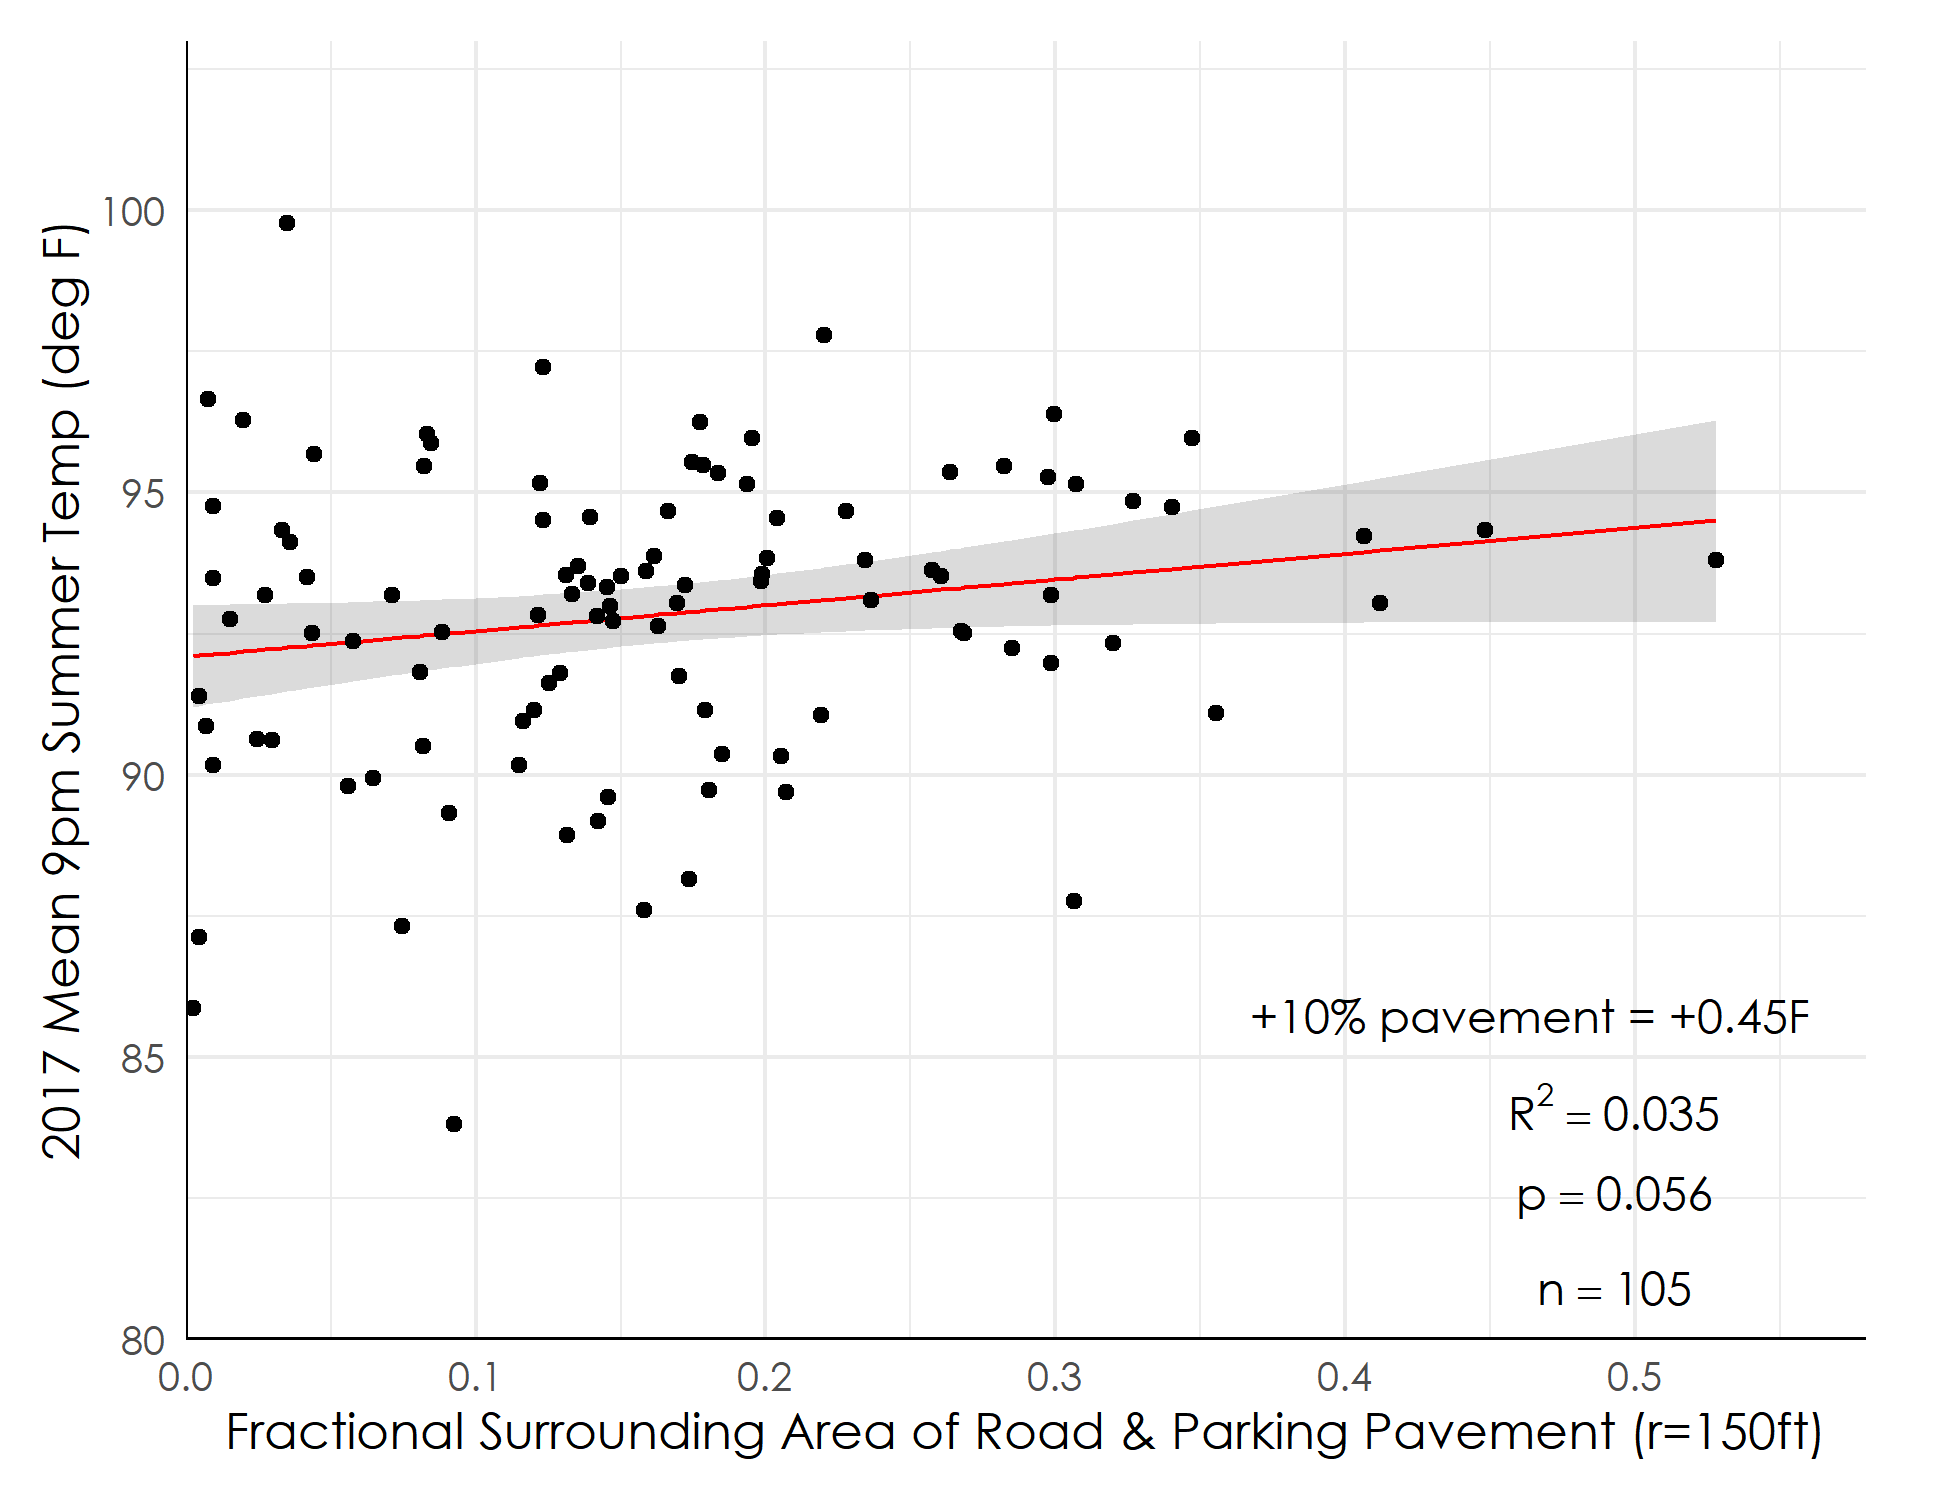 2017 Mean 9pm Summer Temp (deg F)
100
95
90
85
80
+10% pavement = +0.45F
R² = 0.035
p = 0.056
n = 105
0.0 0.1 0.2 0.3 0.4 0.5
Fractional Surrounding Area of Road & Parking Pavement (r=150ft)